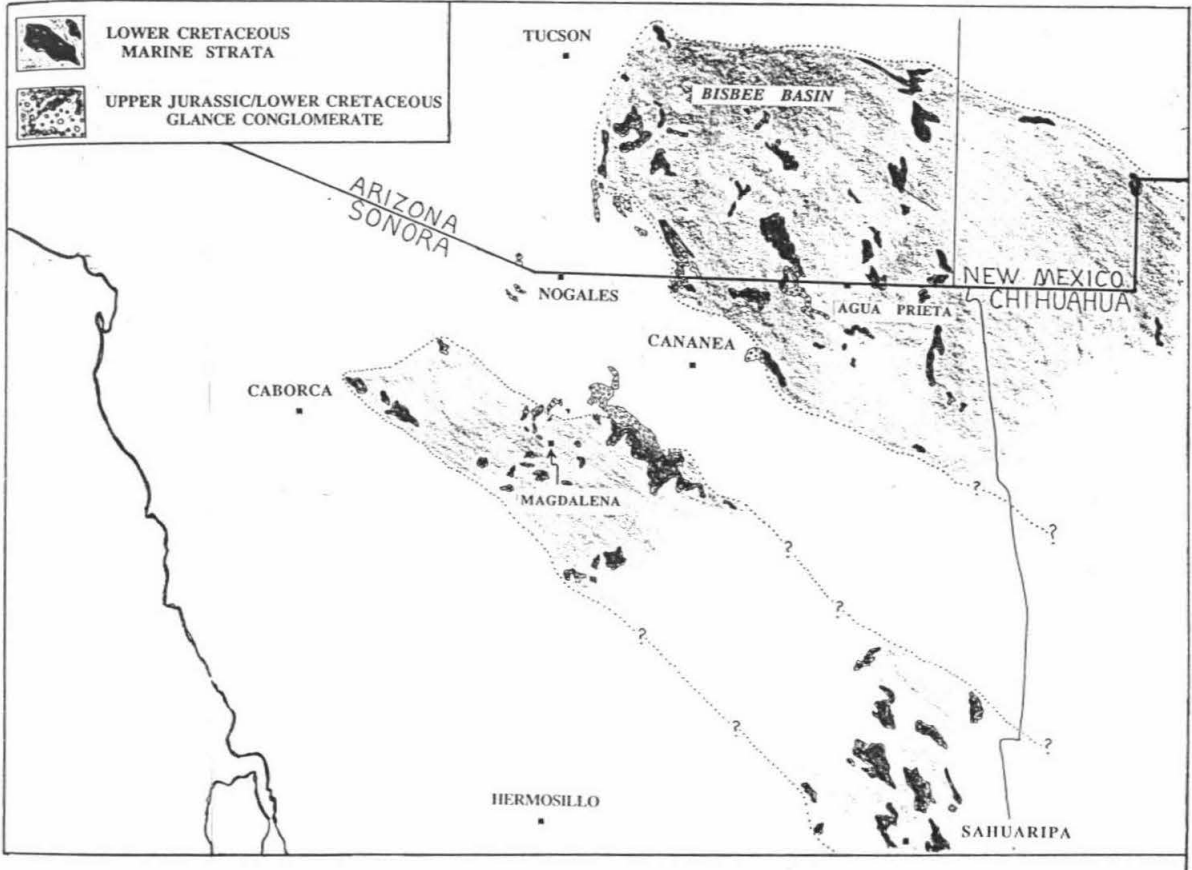 LOWER CRETACEOUS
MARINE STRATA
UPPER JURASSIC/LOWER CRETACEOUS
GLANCE CONGLOMERATE
TUCSON
BISBEE BASIN
ARIZONA
SONORA
NOGALES
NEW MEXICO
CHIHUAHUA
AGUA PRIETA
CANANEA
CABORCA
MAGDALENA
?
?
?
?
?
?
?
HERMOSILLO
SAHUARIPA